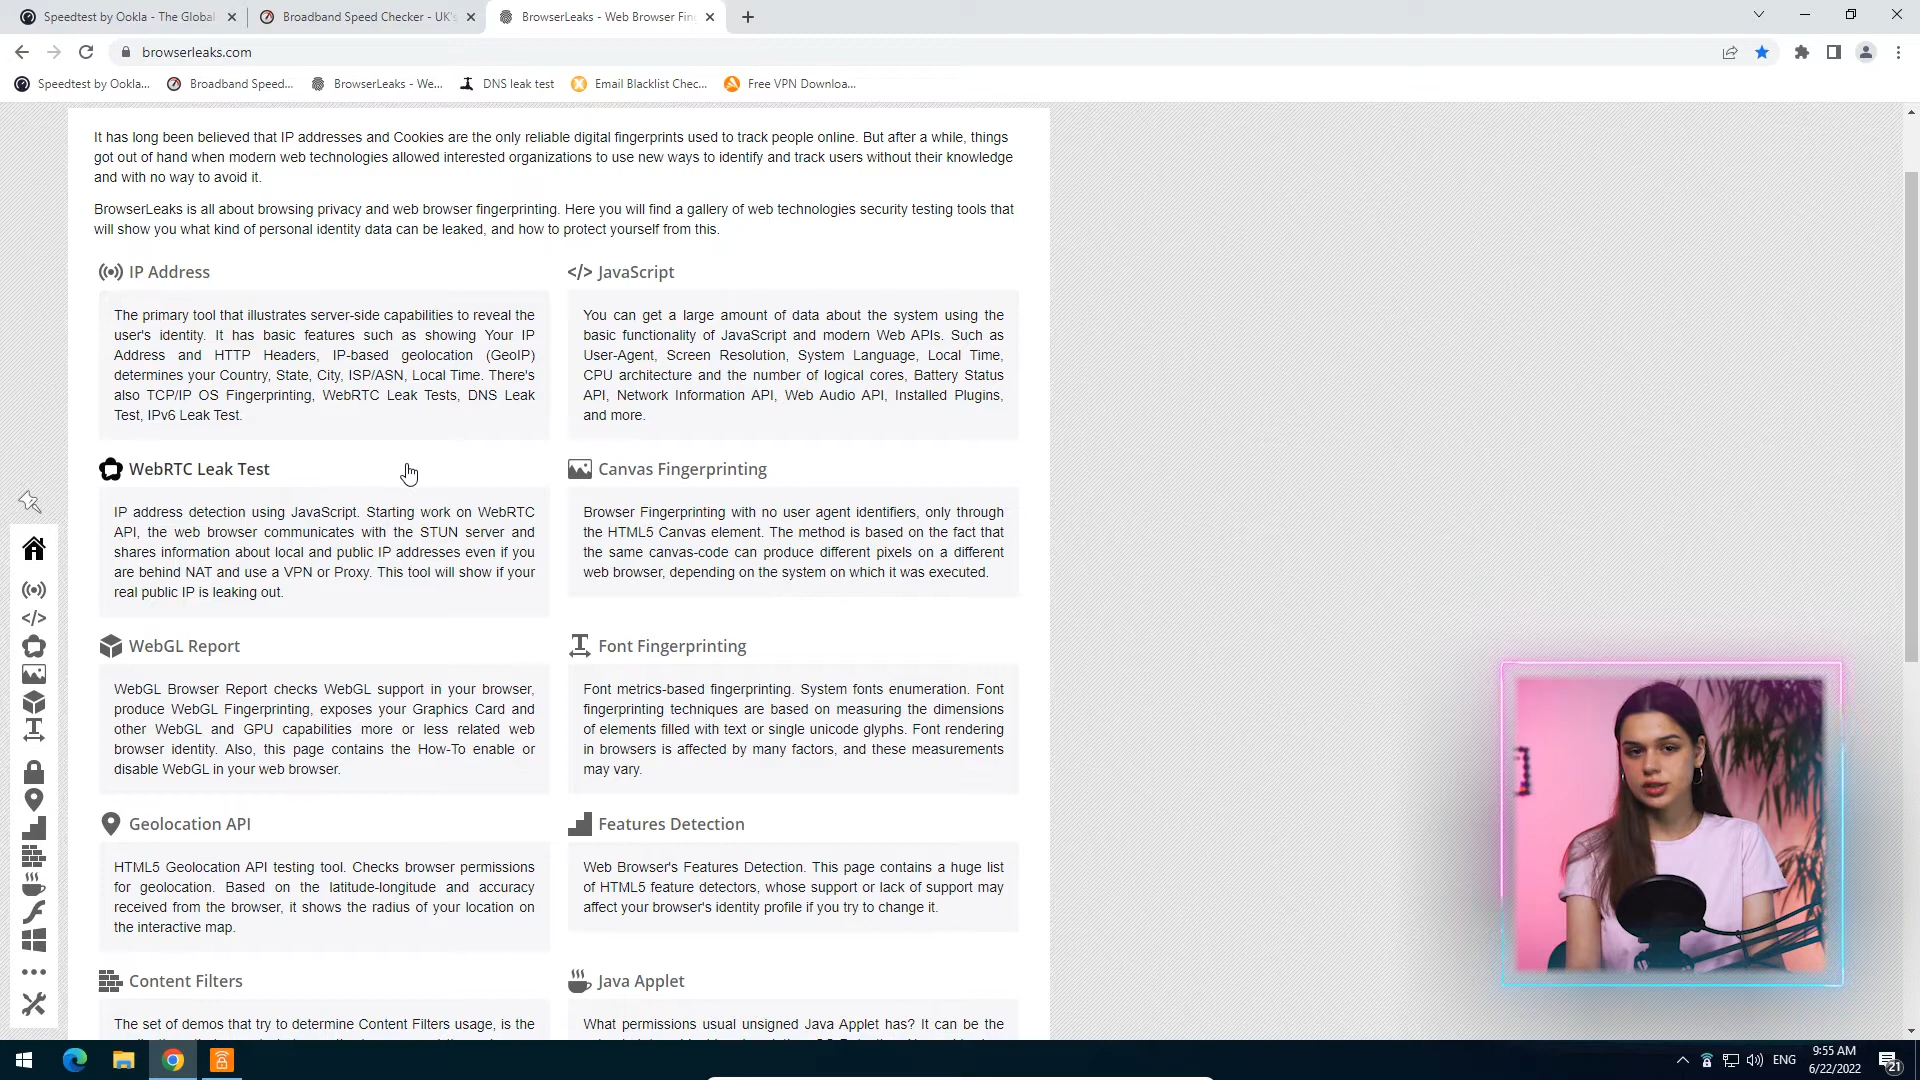 Speedtest by Ookla - The Global
Broadband Speed Checker - UK's
BrowserLeaks - Web Browser Fin
browserleaks.com
Speedtest by Ookla...
Broadband Speed...
BrowserLeaks - We...
DNS leak test
Email Blacklist Chec...
Free VPN Downloa...
It has long been believed that IP addresses and Cookies are the only reliable digital fingerprints used to track people online. But after a while, things
got out of hand when modern web technologies allowed interested organizations to use new ways to identify and track users without their knowledge
and with no way to avoid it.
BrowserLeaks is all about browsing privacy and web browser fingerprinting. Here you will find a gallery of web technologies security testing tools that
will show you what kind of personal identity data can be leaked, and how to protect yourself from this.
IP Address
The primary tool that illustrates server-side capabilities to reveal the
user's identity. It has basic features such as showing Your IP
Address and HTTP Headers, IP-based geolocation (GeoIP)
determines your Country, State, City, ISP/ASN, Local Time. There's
also TCP/IP OS Fingerprinting, WebRTC Leak Tests, DNS Leak
Test, IPv6 Leak Test.
JavaScript
You can get a large amount of data about the system using the
basic functionality of JavaScript and modern Web APIs. Such as
User-Agent, Screen Resolution, System Language, Local Time,
CPU architecture and the number of logical cores, Battery Status
API, Network Information API, Web Audio API, Installed Plugins,
and more.
WebRTC Leak Test
IP address detection using JavaScript. Starting work on WebRTC
API, the web browser communicates with the STUN server and
shares information about local and public IP addresses even if you
are behind NAT and use a VPN or Proxy. This tool will show if your
real public IP is leaking out.
Canvas Fingerprinting
Browser Fingerprinting with no user agent identifiers, only through
the HTML5 Canvas element. The method is based on the fact that
the same canvas-code can produce different pixels on a different
web browser, depending on the system on which it was executed.
WebGL Report
WebGL Browser Report checks WebGL support in your browser,
produce WebGL Fingerprinting, exposes your Graphics Card and
other WebGL and GPU capabilities more or less related web
browser identity. Also, this page contains the How-To enable or
disable WebGL in your web browser.
Font Fingerprinting
Font metrics-based fingerprinting. System fonts enumeration. Font
fingerprinting techniques are based on measuring the dimensions
of elements filled with text or single unicode glyphs. Font rendering
in browsers is affected by many factors, and these measurements
may vary.
Geolocation API
HTML5 Geolocation API testing tool. Checks browser permissions
for geolocation. Based on the latitude-longitude and accuracy
received from the browser, it shows the radius of your location on
the interactive map.
Features Detection
Web Browser's Features Detection. This page contains a huge list
of HTML5 feature detectors, whose support or lack of support may
affect your browser's identity profile if you try to change it.
Content Filters
The set of demos that try to determine Content Filters usage, is the
Java Applet
What permissions usual unsigned Java Applet has? It can be the
ENG
9:55 AM
6/22/2022
21